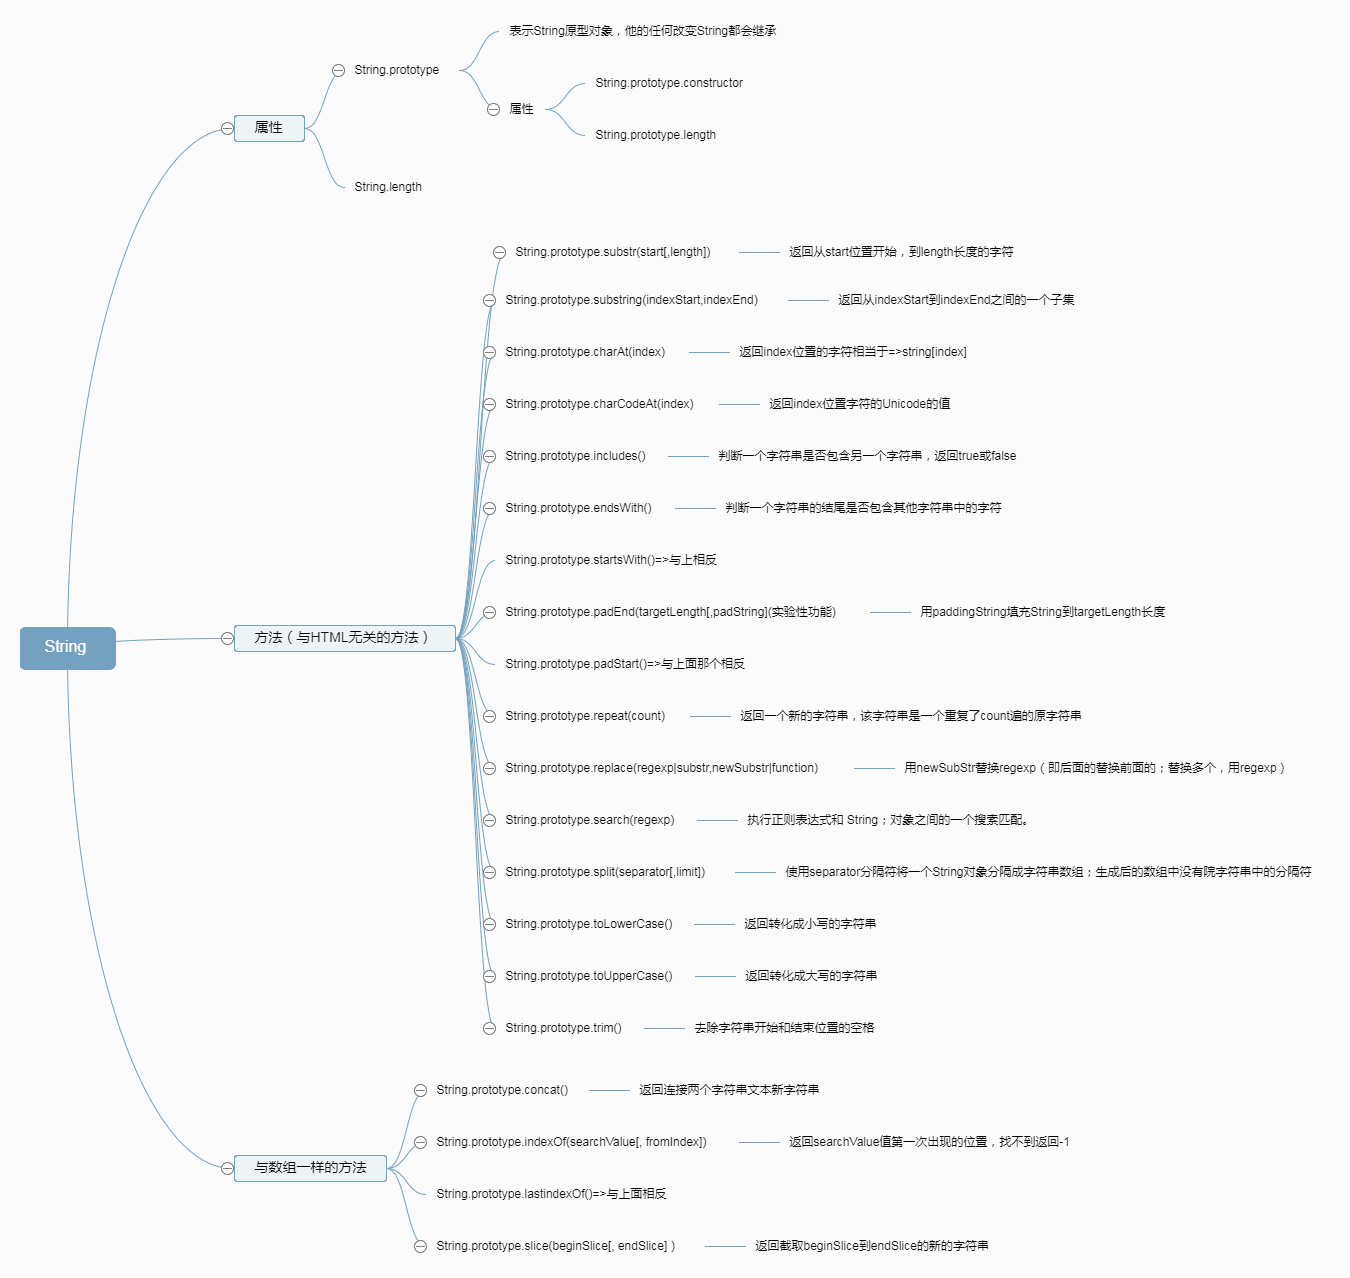 String
属性
String.prototype
表示String原型对象，他的任何改变String都会继承
属性
String.prototype.constructor
String.prototype.length
String.length
方法（与HTML无关的方法）
String.prototype.substr(start[,length])
返回从start位置开始，到length长度的字符
String.prototype.substring(indexStart,indexEnd)
返回从indexStart到indexEnd之间的一个子集
String.prototype.charAt(index)
返回index位置的字符相当于=>string[index]
String.prototype.charCodeAt(index)
返回index位置字符的Unicode的值
String.prototype.includes()
判断一个字符串是否包含另一个字符串，返回true或false
String.prototype.endsWith()
判断一个字符串的结尾是否包含其他字符串中的字符
String.prototype.startsWith()=>与上相反
String.prototype.padEnd(targetLength[,padString](实验性功能)
用paddingString填充String到targetLength长度
String.prototype.padStart()=>与上面那个相反
String.prototype.repeat(count)
返回一个新的字符串，该字符串是一个重复了count遍的原字符串
String.prototype.replace(regexp|substr,newSubstr|function)
用newSubStr替换regexp（即后面的替换前面的；替换多个，用regexp）
String.prototype.search(regexp)
执行正则表达式和 String；对象之间的一个搜索匹配。
String.prototype.split(separator[,limit])
使用separator分隔符将一个String对象分隔成字符串数组；生成后的数组中没有院字符串中的分隔符
String.prototype.toLowerCase()
返回转化成小写的字符串
String.prototype.toUpperCase()
返回转化成大写的字符串
String.prototype.trim()
去除字符串开始和结束位置的空格
与数组一样的方法
String.prototype.concat()
返回连接两个字符串文本新字符串
String.prototype.indexOf(searchValue[, fromIndex])
返回searchValue值第一次出现的位置，找不到返回-1
String.prototype.lastindexOf()=>与上面相反
String.prototype.slice(beginSlice[, endSlice] )
返回截取beginSlice到endSlice的新的字符串